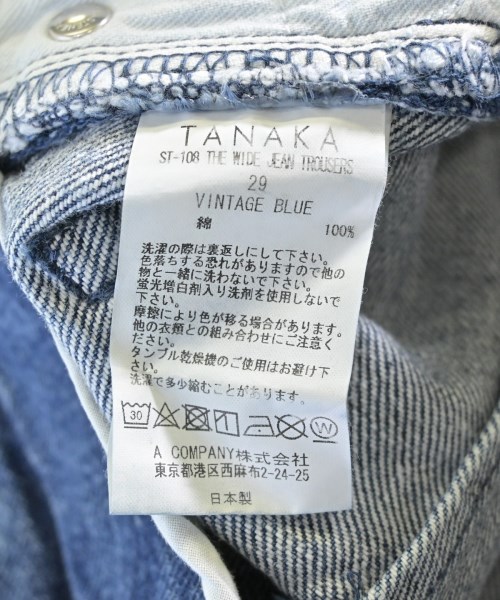 TANAKA
ST-108 THE WIDE JEAN TROUSERS
29
VINTAGE BLUE
綿 100%
洗濯の際は裏返しにして下さい。
色落ちする恐れがありますので他の
物と一緒に洗わないで下さい。
蛍光増白剤入り洗剤を使用しないで
下さい。
摩擦により色が移る場合があります。
他の衣類との組み合わせにご注意く
ださい。
タンブル乾燥機のご使用はお避け下
さい。
洗濯で多少縮むことがあります。
30 W
A COMPANY株式会社
東京都港区西麻布2-24-25
日本製